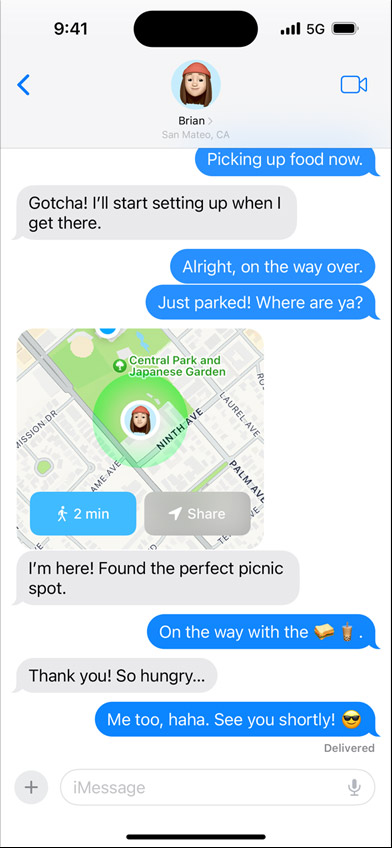 9:41
5G
Brian >
San Mateo, CA
Picking up food now.
Gotcha! I’ll start setting up when I
get there.
Alright, on the way over.
Just parked! Where are ya?
Central Park and
Japanese Garden
MISSION DR
NINTH AVE
LAUREL AVE
PALM AVE
AME AVE
2 min
Share
I’m here! Found the perfect picnic
spot.
On the way with the 🥪🧋.
Thank you! So hungry...
Me too, haha. See you shortly! 😎
Delivered
iMessage